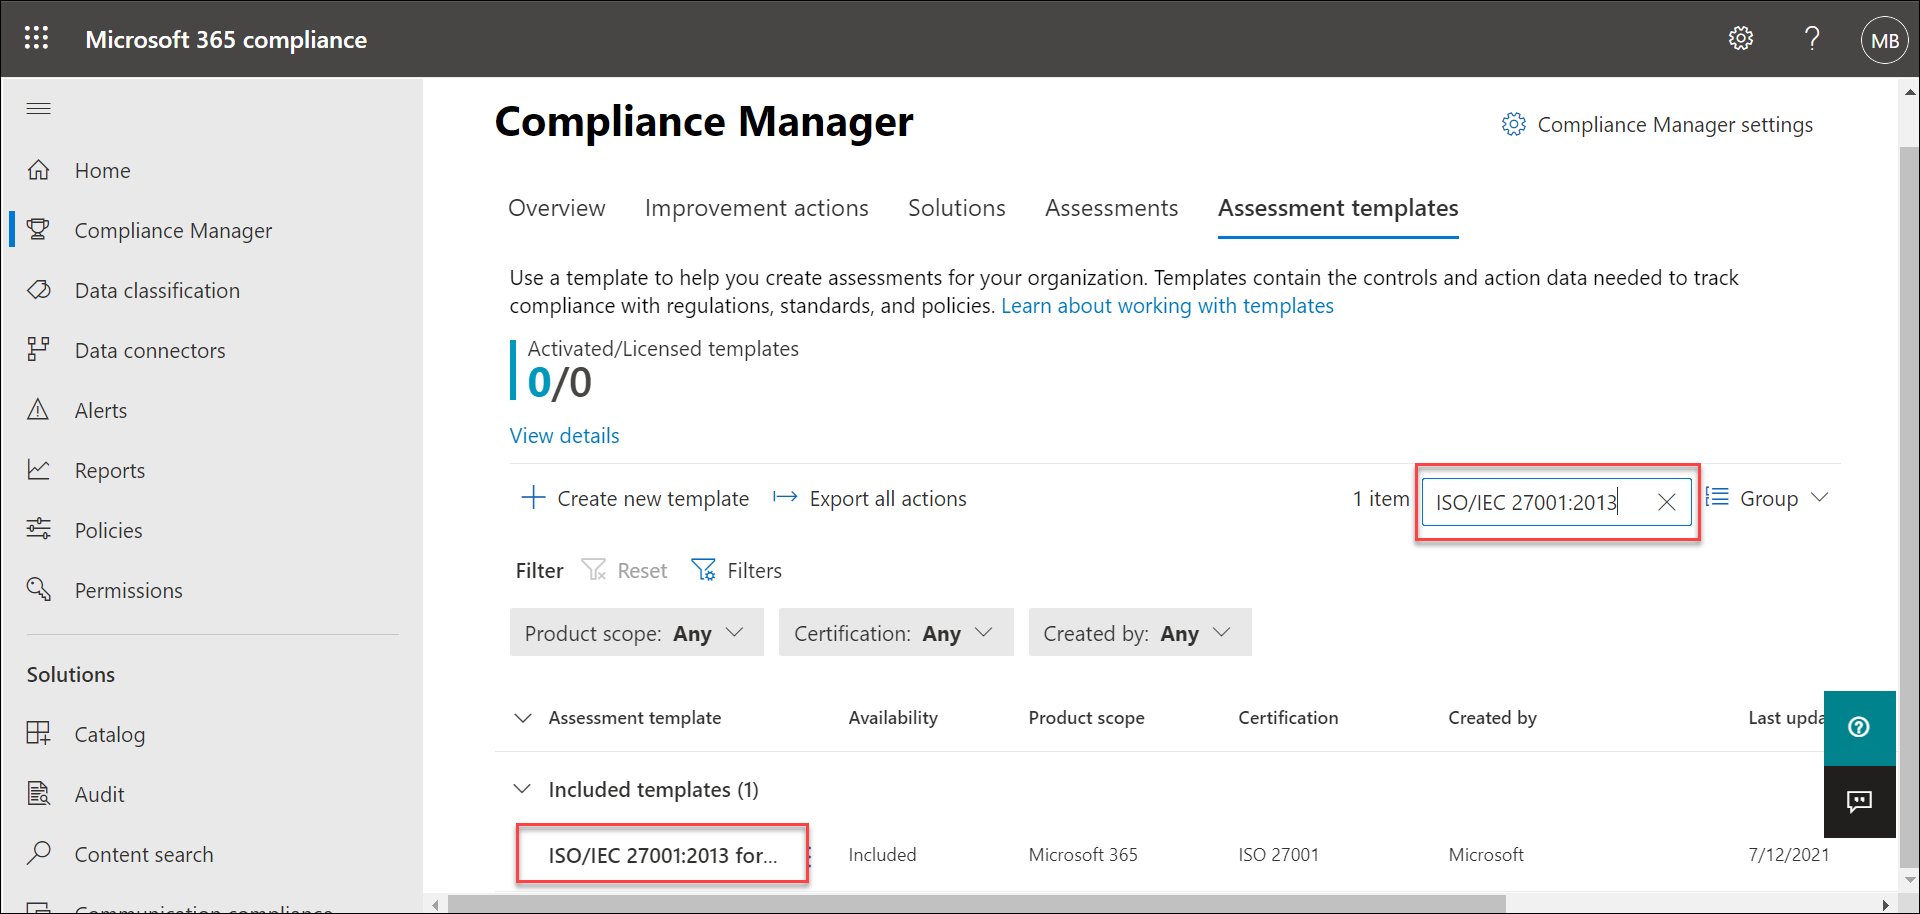 Microsoft 365 compliance
MB
Home
Compliance Manager
Data classification
Data connectors
Alerts
Reports
Policies
Permissions
Solutions
Catalog
Audit
Content search
Communication compliance
Compliance Manager
Compliance Manager settings
Overview Improvement actions Solutions Assessments Assessment templates
Use a template to help you create assessments for your organization. Templates contain the controls and action data needed to track
compliance with regulations, standards, and policies. Learn about working with templates
Activated/Licensed templates
0/0
View details
Create new template Export all actions 1 item ISO/IEC 27001:2013 Group
Filter Reset Filters
Product scope: Any Certification: Any Created by: Any
Assessment template Availability Product scope Certification Created by Last upda
Included templates (1)
ISO/IEC 27001:2013 for... Included Microsoft 365 ISO 27001 Microsoft 7/12/2021